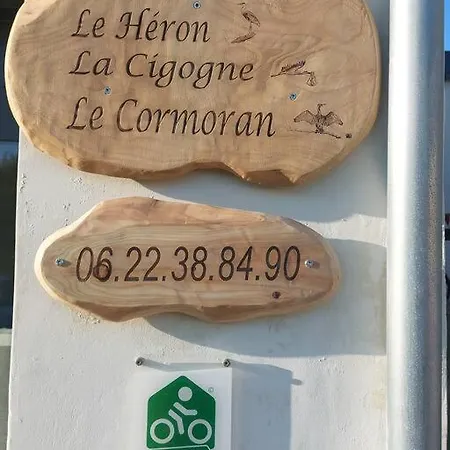 Le Héron
La Cigogne
Le Cormoran
06.22.38.84.90